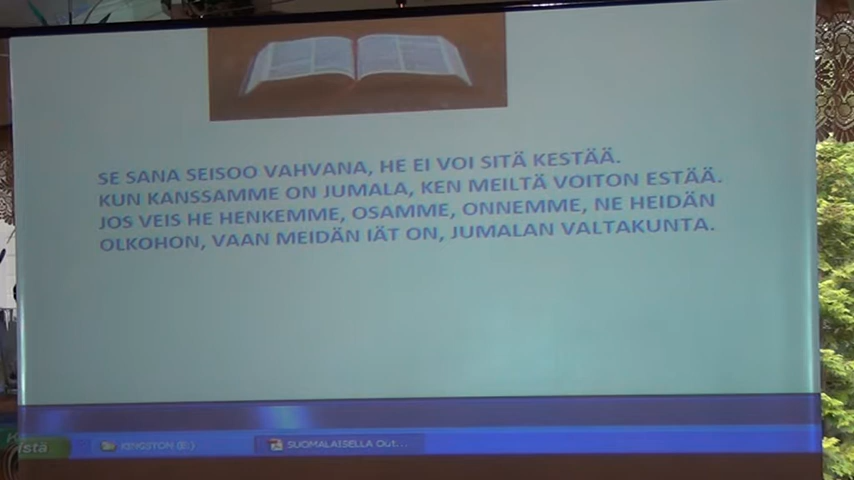 SE SANA SEISOO VAHVANA, HE EI VOI SITÄ KESTÄÄ.
KUN KANSSAMME ON JUMALA, KEN MEILTÄ VOITON ESTÄÄ.
JOS VEIS HE HENKEMME, OSAMME, ONNEMME, NE HEIDÄN
OLKOHON, VAAN MEIDÄN IÄT ON, JUMALAN VALTAKUNTA.
KINGSTON (E:)
SUOMALAISELLA Out...